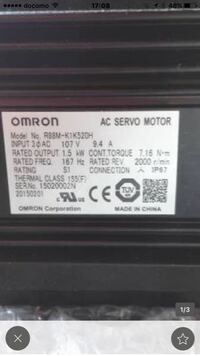 docomo 17:08 48%
OMRON AC SERVO MOTOR
Model No. R88M-K1K520H
INPUT 3ϕAC 107 V 9.4 A
RATED OUTPUT 1.5 kW CONT.TORQUE 7.16 N·m
RATED FREQ. 167 Hz RATED REV. 2000 r/min
RATING S1 CONNECTION IP67
THERMAL CLASS 155(F)
SER No. 15020002N
20150201
OMRON Corporation MADE IN CHINA
1/3